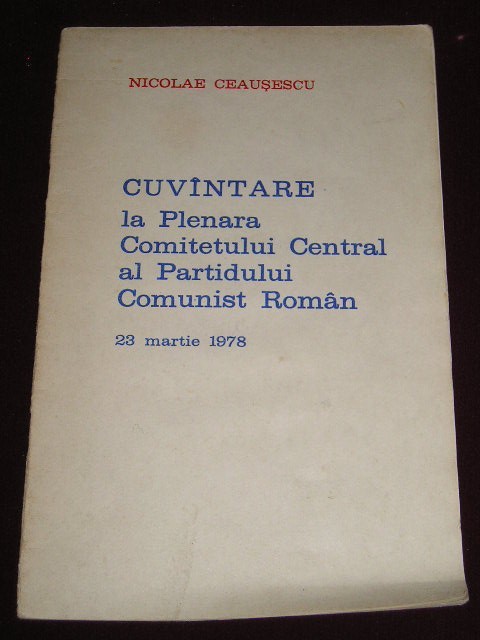 NICOLAE CEAUŞESCU
CUVÎNTARE
la Plenara
Comitetului Central
al Partidului
Comunist Român
23 martie 1978